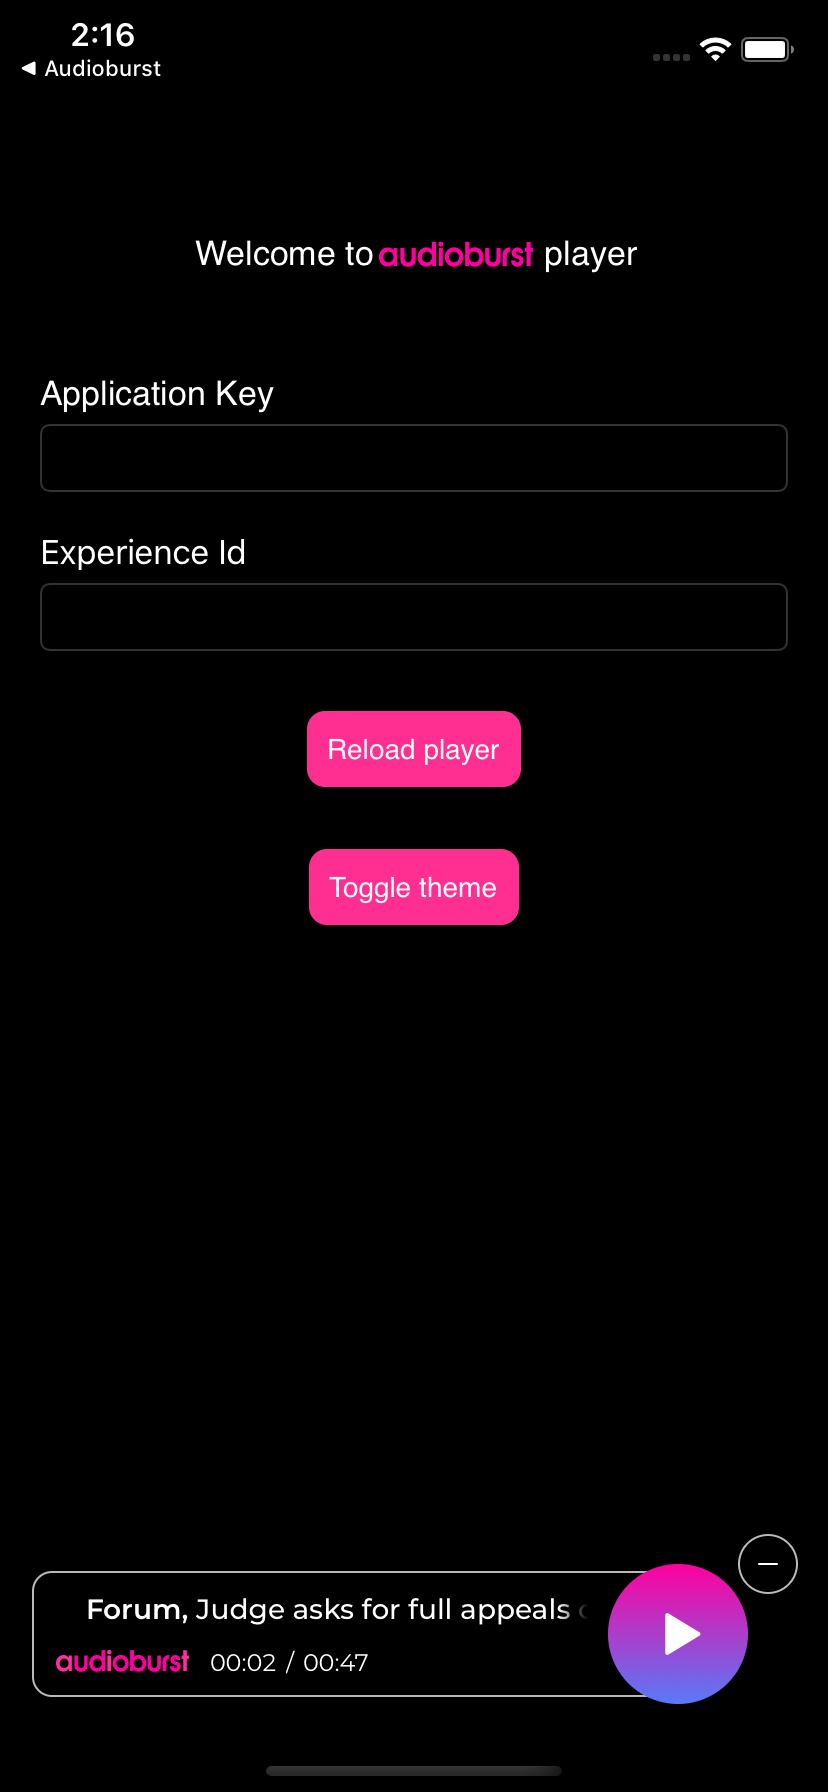 2:16
◀ Audioburst
Welcome to audioburst player
Application Key
Experience Id
Reload player
Toggle theme
Forum, Judge asks for full appeals
audioburst 00:02 / 00:47